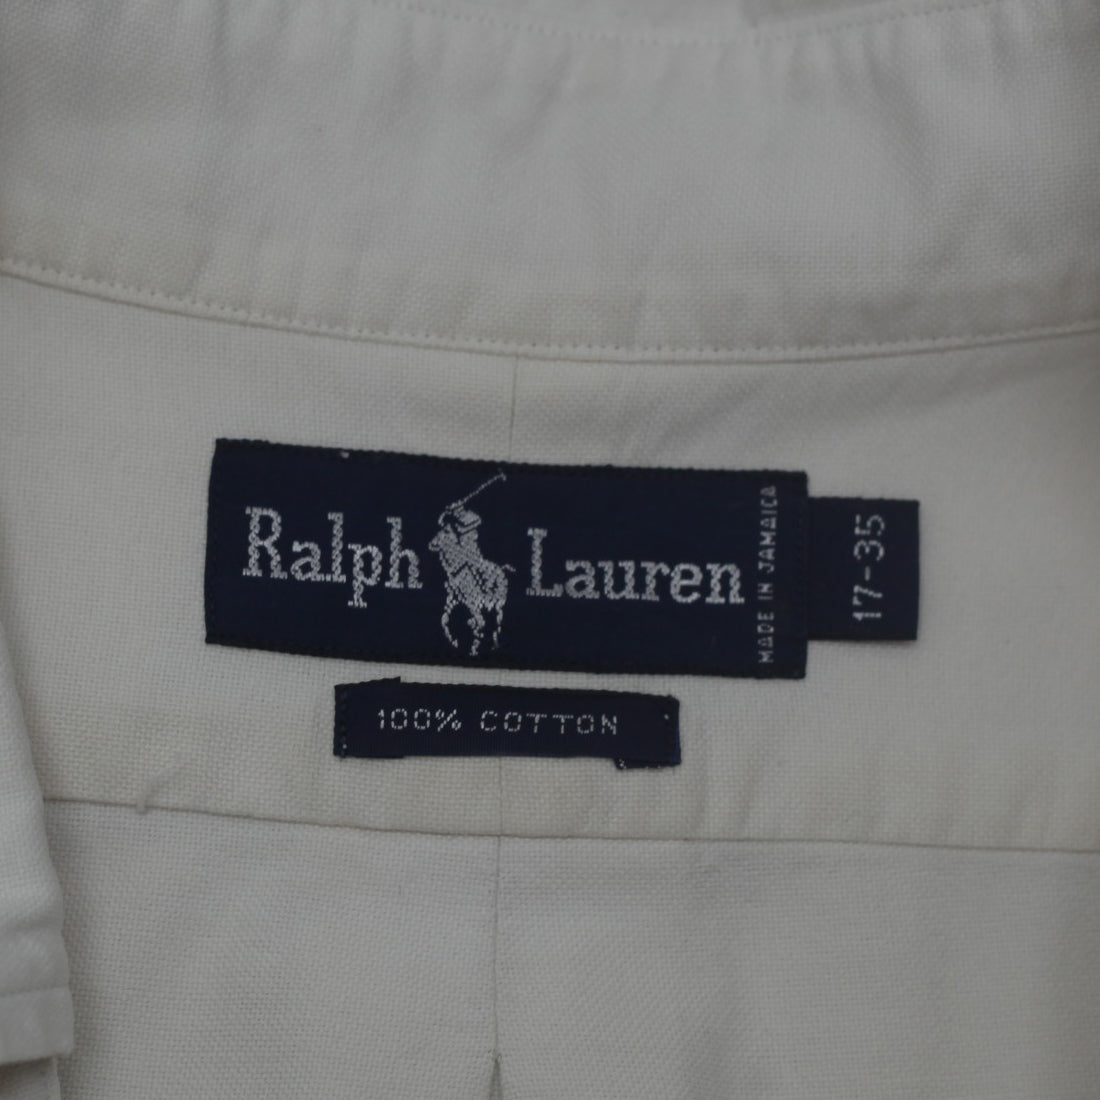 Ralph Lauren
MADE IN JAMAICA
17-35
100% COTTON